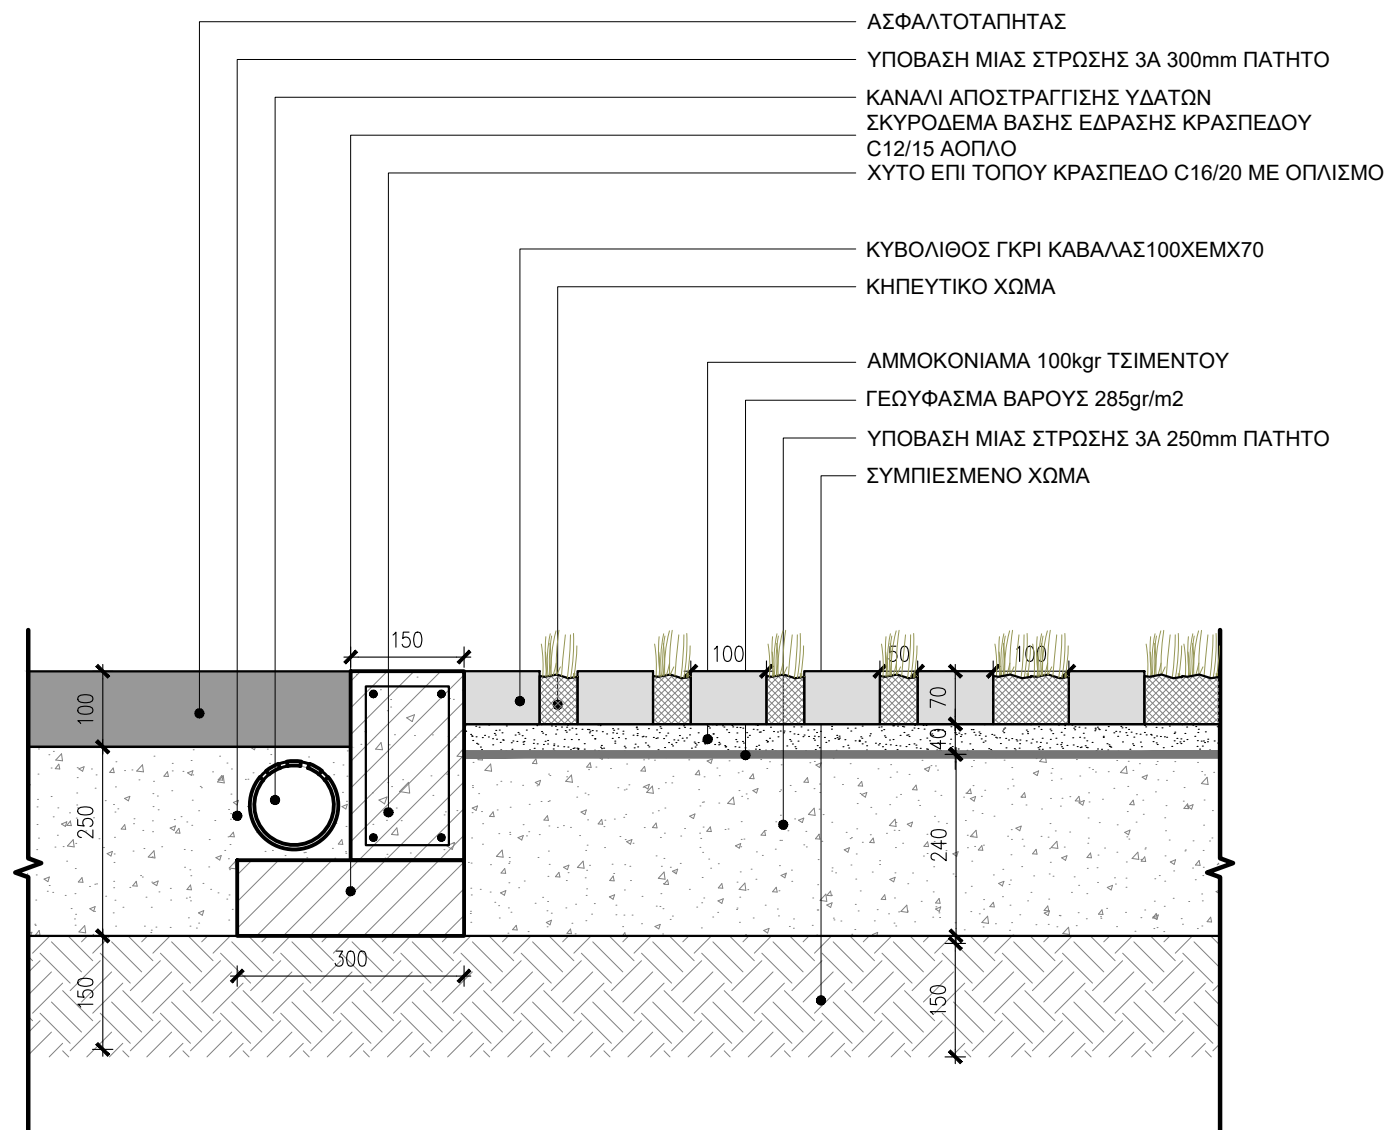 ΑΣΦΑΛΤΟΤΑΠΗΤΑΣ
ΥΠΟΒΑΣΗ ΜΙΑΣ ΣΤΡΩΣΗΣ 3Α 300mm ΠΑΤΗΤΟ
ΚΑΝΑΛΙ ΑΠΟΣΤΡΑΓΓΙΣΗΣ ΥΔΑΤΩΝ
ΣΚΥΡΟΔΕΜΑ ΒΑΣΗΣ ΕΔΡΑΣΗΣ ΚΡΑΣΠΕΔΟΥ
C12/15 ΑΟΠΛΟ
ΧΥΤΟ ΕΠΙ ΤΟΠΟΥ ΚΡΑΣΠΕΔΟ C16/20 ΜΕ ΟΠΛΙΣΜΟ
ΚΥΒΟΛΙΘΟΣ ΓΚΡΙ ΚΑΒΑΛΑΣ100ΧΕΜΧ70
ΚΗΠΕΥΤΙΚΟ ΧΩΜΑ
ΑΜΜΟΚΟΝΙΑΜΑ 100kgr ΤΣΙΜΕΝΤΟΥ
ΓΕΩΥΦΑΣΜΑ ΒΑΡΟΥΣ 285gr/m2
ΥΠΟΒΑΣΗ ΜΙΑΣ ΣΤΡΩΣΗΣ 3Α 250mm ΠΑΤΗΤΟ
ΣΥΜΠΙΕΣΜΕΝΟ ΧΩΜΑ
150
100
50
100
100
70
40
250
240
300
150
150